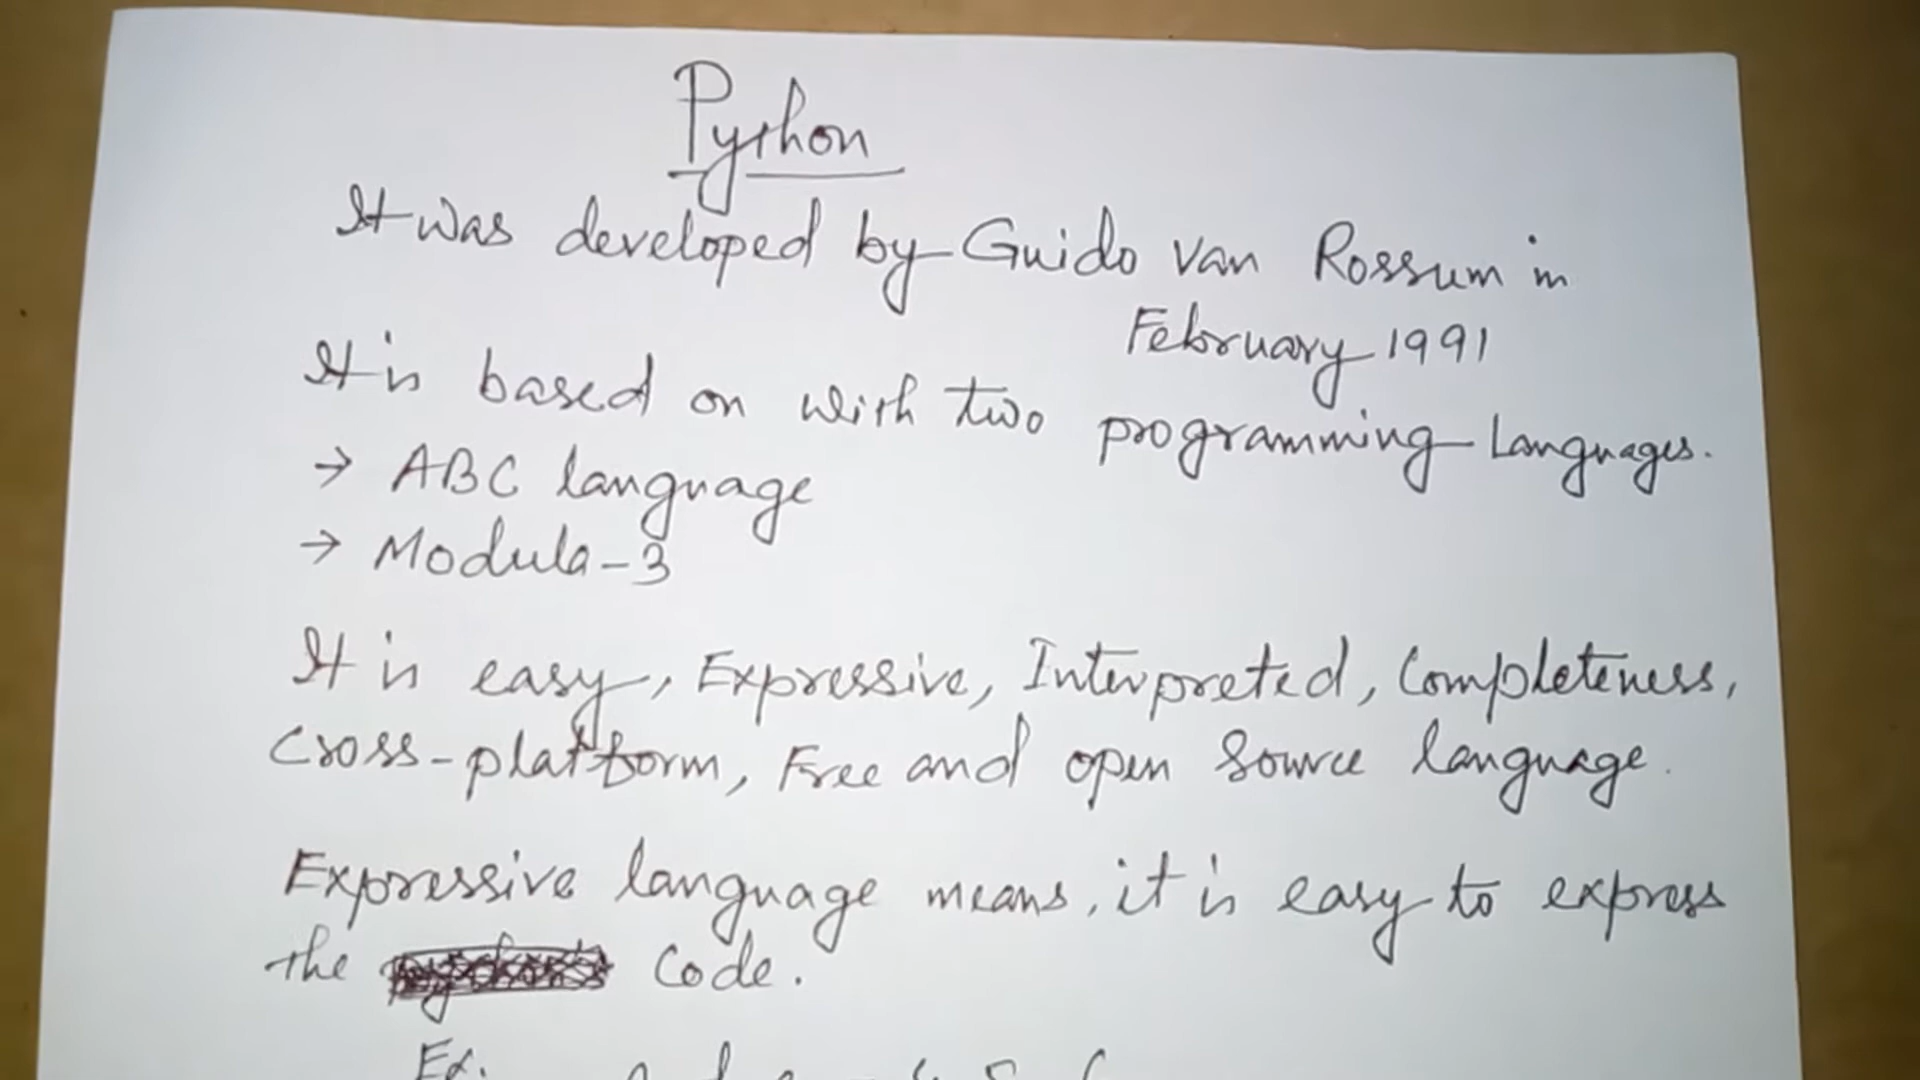 Python
It was developed by Guido van Rossum in
February 1991
It is based on with two programming Languages.
→ ABC language
→ Modula-3
It is easy, Expressive, Interpreted, Completeness,
Cross-platform, Free and open Source language.
Expressive language means, it is easy to express
the Code.
Ex.